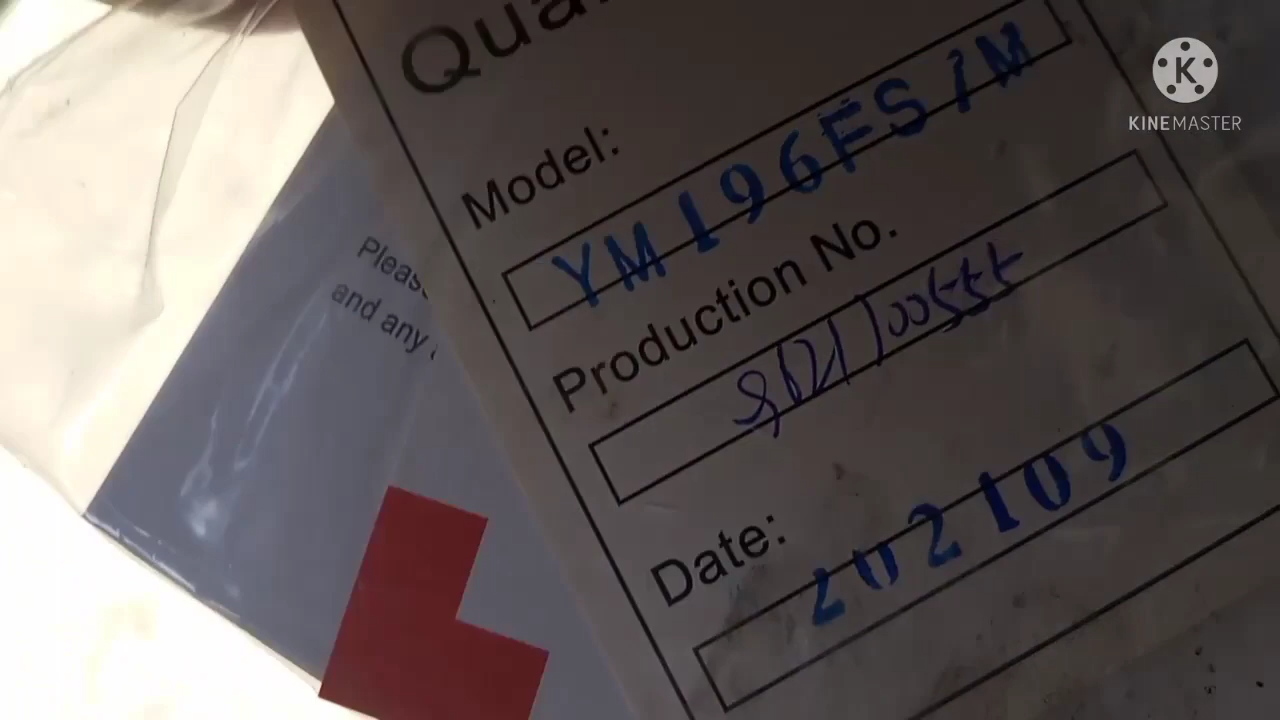 Qua
Model:
YM196FS/M
Production No.
Date:
202109
Pleas
and any
KINEMASTER